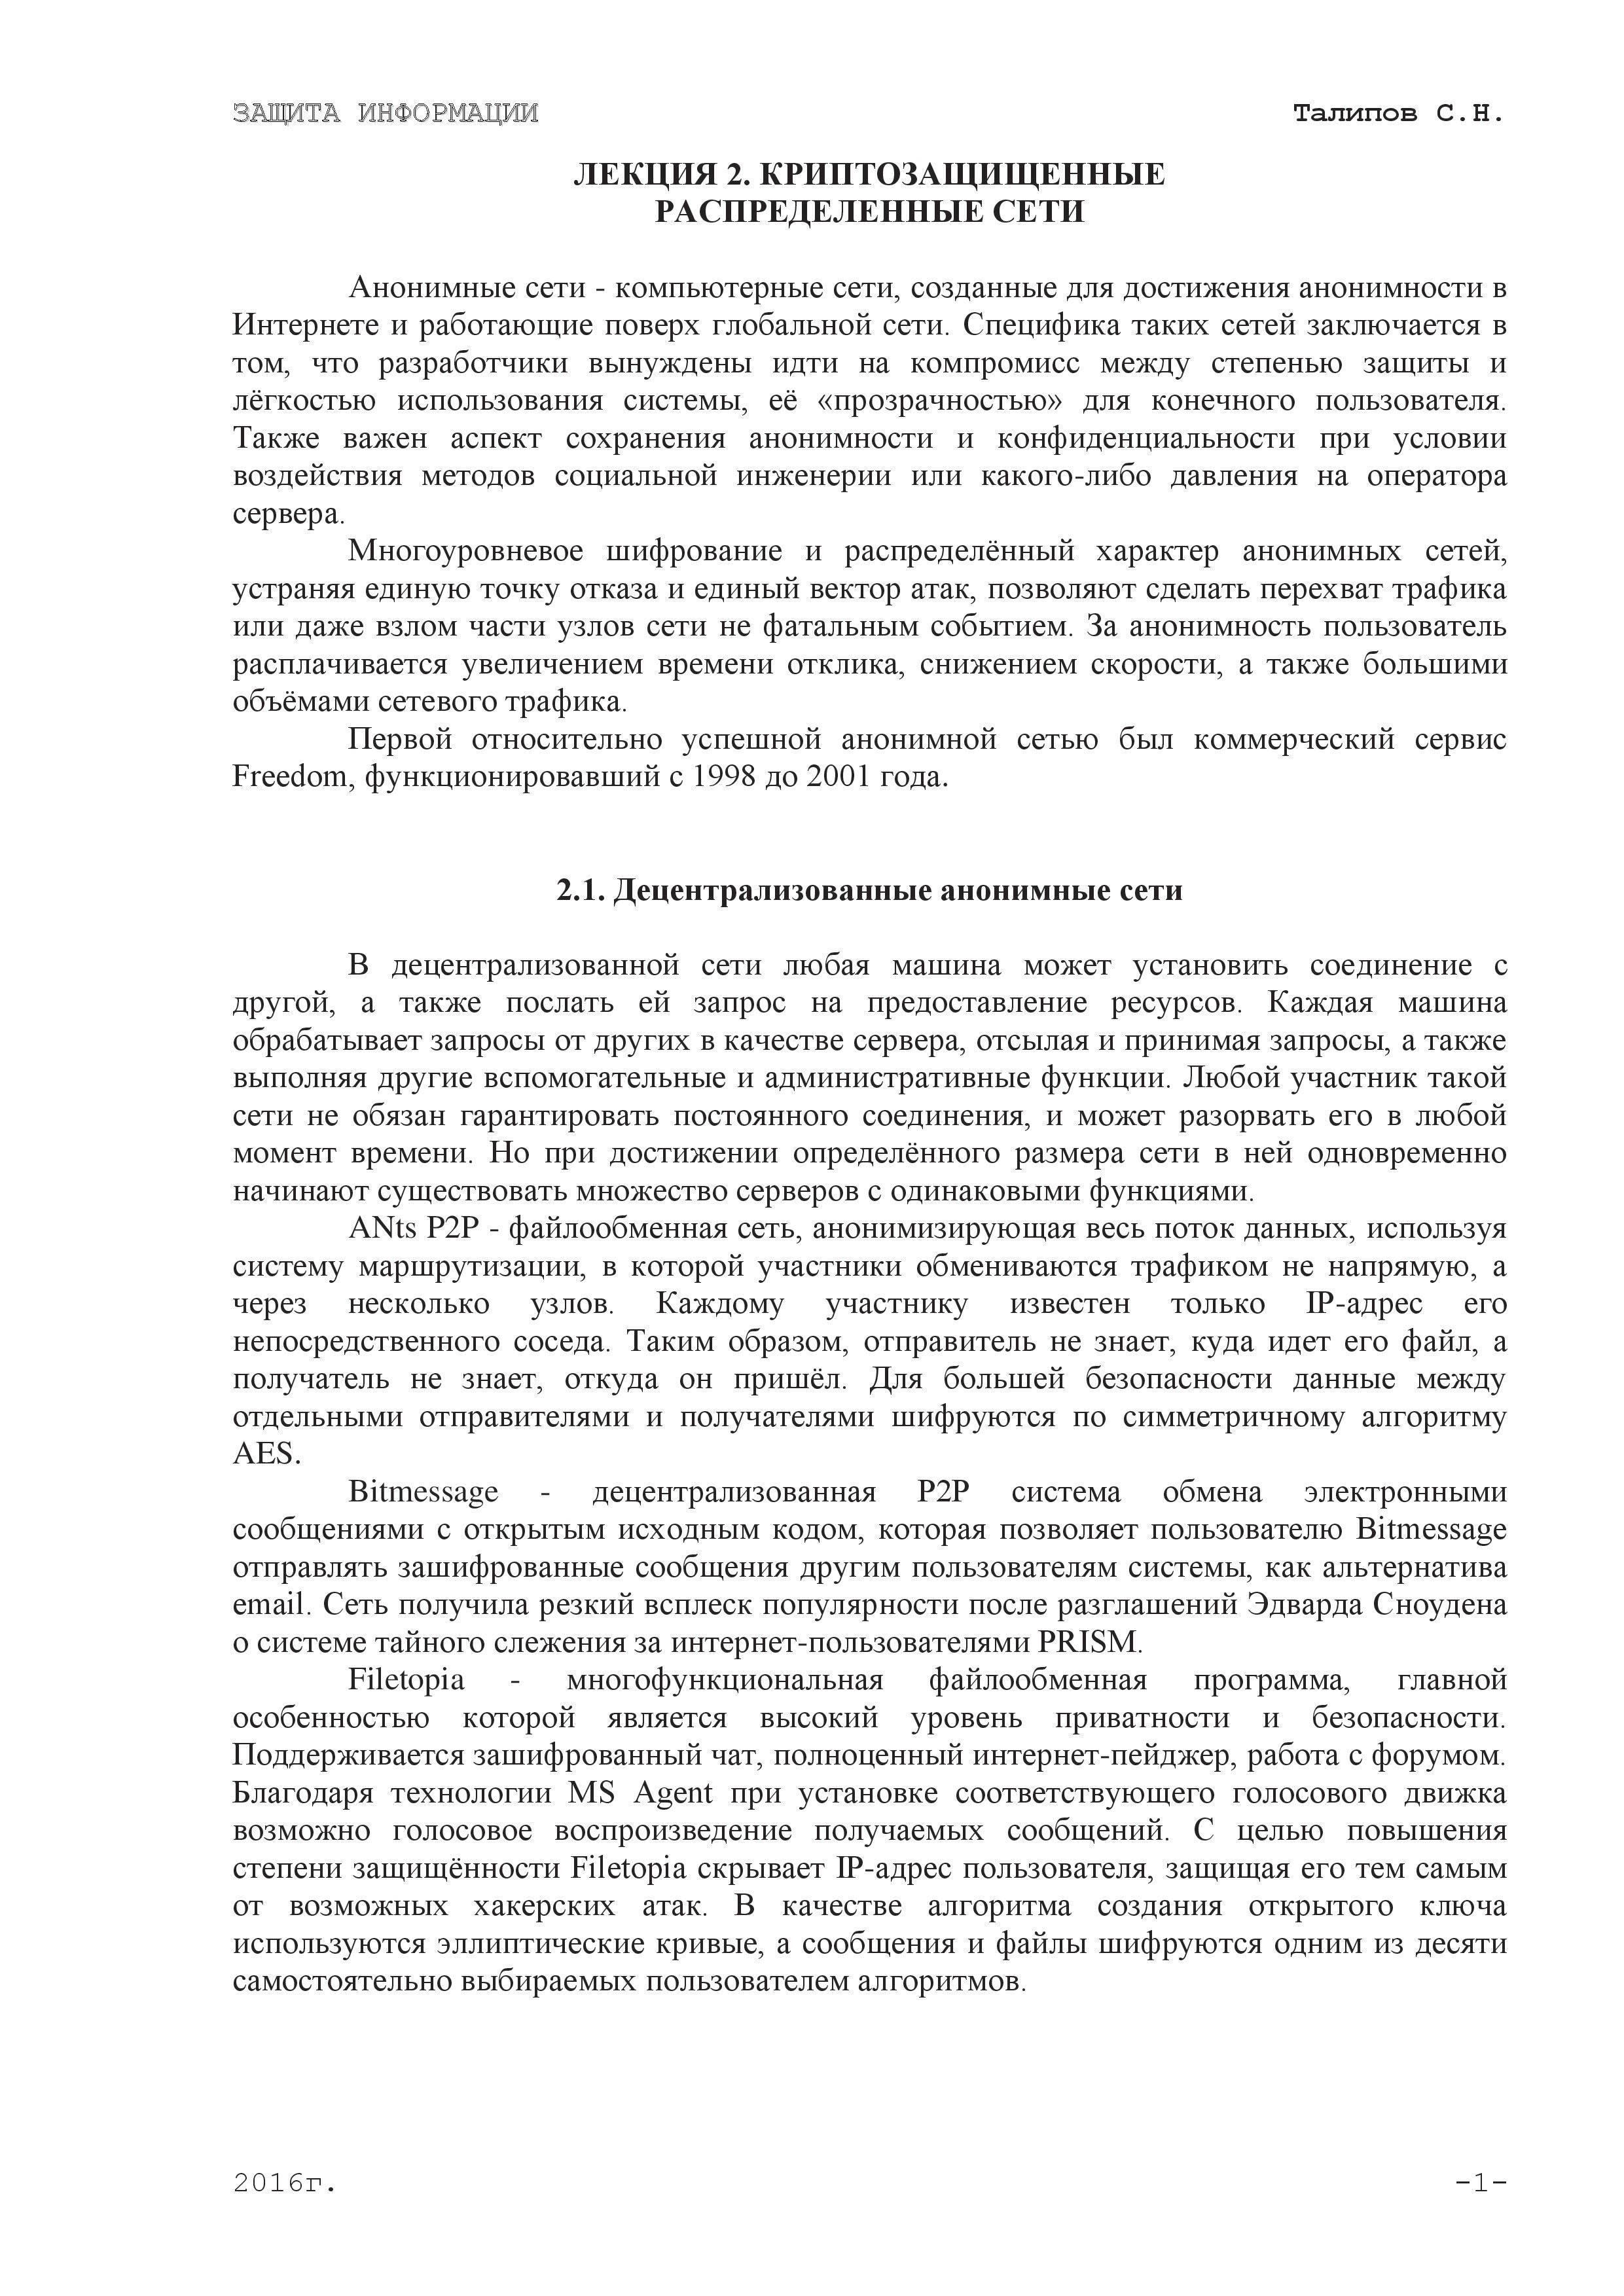 ЗАЩИТА ИНФОРМАЦИИ Талипов С.Н.
ЛЕКЦИЯ 2. КРИПТОЗАЩИЩЕННЫЕ
РАСПРЕДЕЛЕННЫЕ СЕТИ
Анонимные сети - компьютерные сети, созданные для достижения анонимности в
Интернете и работающие поверх глобальной сети. Специфика таких сетей заключается в
том, что разработчики вынуждены идти на компромисс между степенью защиты и
лёгкостью использования системы, её «прозрачностью» для конечного пользователя.
Также важен аспект сохранения анонимности и конфиденциальности при условии
воздействия методов социальной инженерии или какого-либо давления на оператора
сервера.
Многоуровневое шифрование и распределённый характер анонимных сетей,
устраняя единую точку отказа и единый вектор атак, позволяют сделать перехват трафика
или даже взлом части узлов сети не фатальным событием. За анонимность пользователь
расплачивается увеличением времени отклика, снижением скорости, а также большими
объёмами сетевого трафика.
Первой относительно успешной анонимной сетью был коммерческий сервис
Freedom, функционировавший с 1998 до 2001 года.
2.1. Децентрализованные анонимные сети
В децентрализованной сети любая машина может установить соединение с
другой, а также послать ей запрос на предоставление ресурсов. Каждая машина
обрабатывает запросы от других в качестве сервера, отсылая и принимая запросы, а также
выполняя другие вспомогательные и административные функции. Любой участник такой
сети не обязан гарантировать постоянного соединения, и может разорвать его в любой
момент времени. Но при достижении определённого размера сети в ней одновременно
начинают существовать множество серверов с одинаковыми функциями.
ANts P2P - файлообменная сеть, анонимизирующая весь поток данных, используя
систему маршрутизации, в которой участники обмениваются трафиком не напрямую, а
через несколько узлов. Каждому участнику известен только IP-адрес его
непосредственного соседа. Таким образом, отправитель не знает, куда идет его файл, а
получатель не знает, откуда он пришёл. Для большей безопасности данные между
отдельными отправителями и получателями шифруются по симметричному алгоритму
AES.
Bitmessage - децентрализованная P2P система обмена электронными
сообщениями с открытым исходным кодом, которая позволяет пользователю Bitmessage
отправлять зашифрованные сообщения другим пользователям системы, как альтернатива
email. Сеть получила резкий всплеск популярности после разглашений Эдварда Сноудена
о системе тайного слежения за интернет-пользователями PRISM.
Filetopia - многофункциональная файлообменная программа, главной
особенностью которой является высокий уровень приватности и безопасности.
Поддерживается зашифрованный чат, полноценный интернет-пейджер, работа с форумом.
Благодаря технологии MS Agent при установке соответствующего голосового движка
возможно голосовое воспроизведение получаемых сообщений. С целью повышения
степени защищённости Filetopia скрывает IP-адрес пользователя, защищая его тем самым
от возможных хакерских атак. В качестве алгоритма создания открытого ключа
используются эллиптические кривые, а сообщения и файлы шифруются одним из десяти
самостоятельно выбираемых пользователем алгоритмов.
2016г. -1-